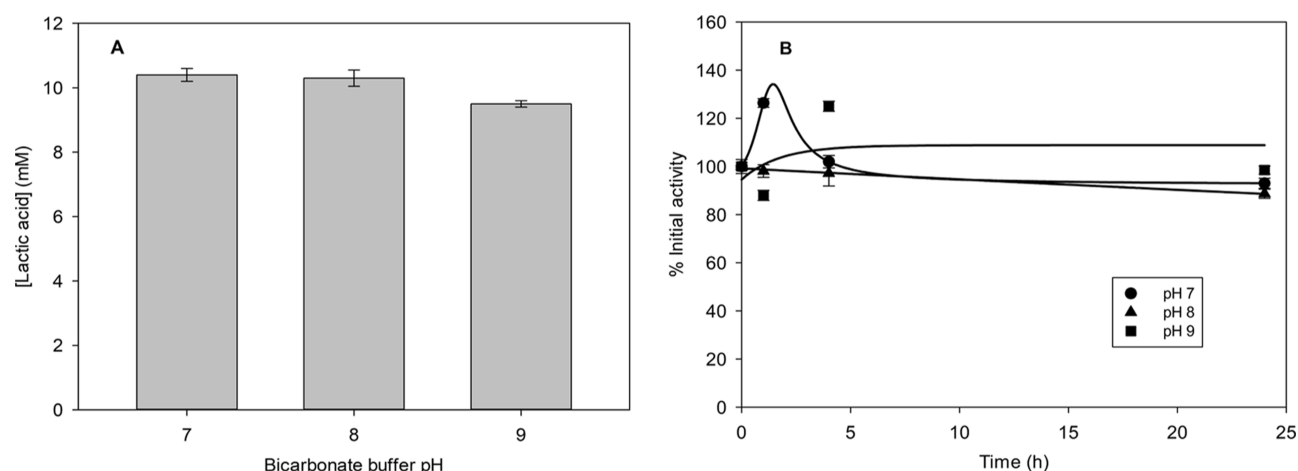 A
[Lactic acid] (mM)
12
10
8
6
4
2
0
7 8 9
Bicarbonate buffer pH
B
% Initial activity
160
140
120
100
80
60
40
20
0
pH 7
pH 8
pH 9
0 5 10 15 20 25
Time (h)